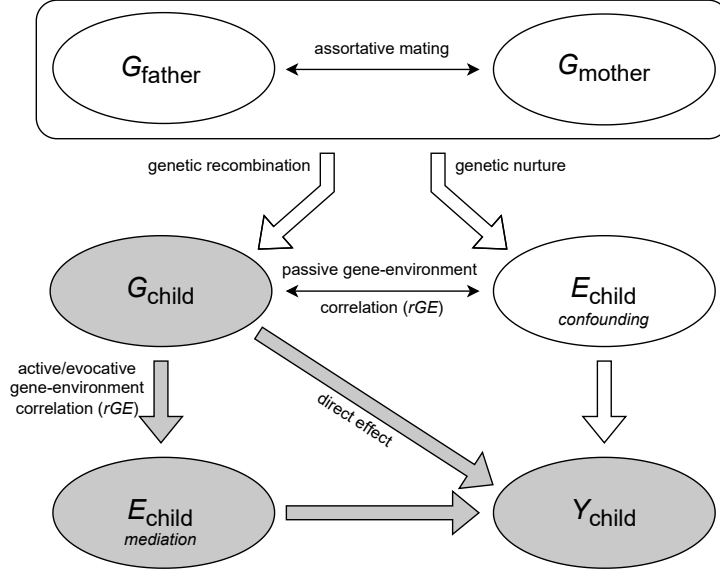 G father
assortative mating
G mother
genetic recombination
genetic nurture
G child
passive gene-environment
correlation (rGE)
E child
confounding
active/evocative
gene-environment
correlation (rGE)
direct effect
E child
mediation
Y child